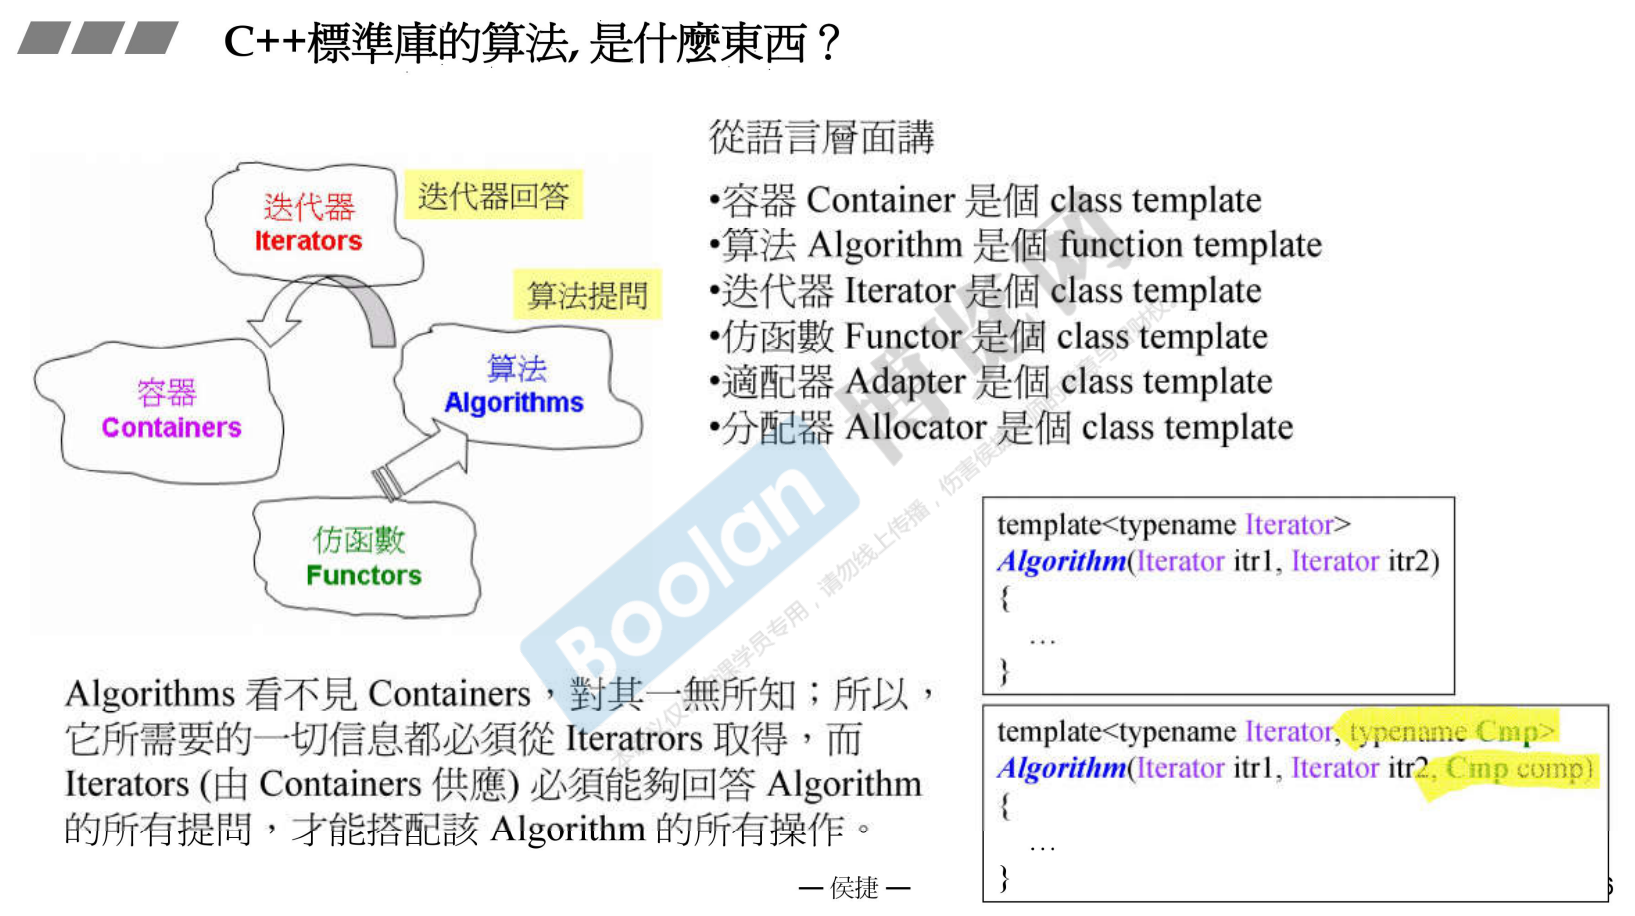 C++標準庫的算法, 是什麼東西？
迭代器
Iterators
迭代器回答
算法提問
容器
Containers
算法
Algorithms
仿函數
Functors
從語言層面講
•容器 Container 是個 class template
•算法 Algorithm 是個 function template
•迭代器 Iterator 是個 class template
•仿函數 Functor 是個 class template
•適配器 Adapter 是個 class template
•分配器 Allocator 是個 class template
template<typename Iterator>
Algorithm(Iterator itr1, Iterator itr2)
{
…
}
template<typename Iterator, typename Cmp>
Algorithm(Iterator itr1, Iterator itr2, Cmp comp)
{
…
}
Algorithms 看不見 Containers，對其一無所知；所以，
它所需要的一切信息都必須從 Iteratrors 取得，而
Iterators (由 Containers 供應) 必須能夠回答 Algorithm
的所有提問，才能搭配該 Algorithm 的所有操作。
— 侯捷 —
6
Boolan 博览网